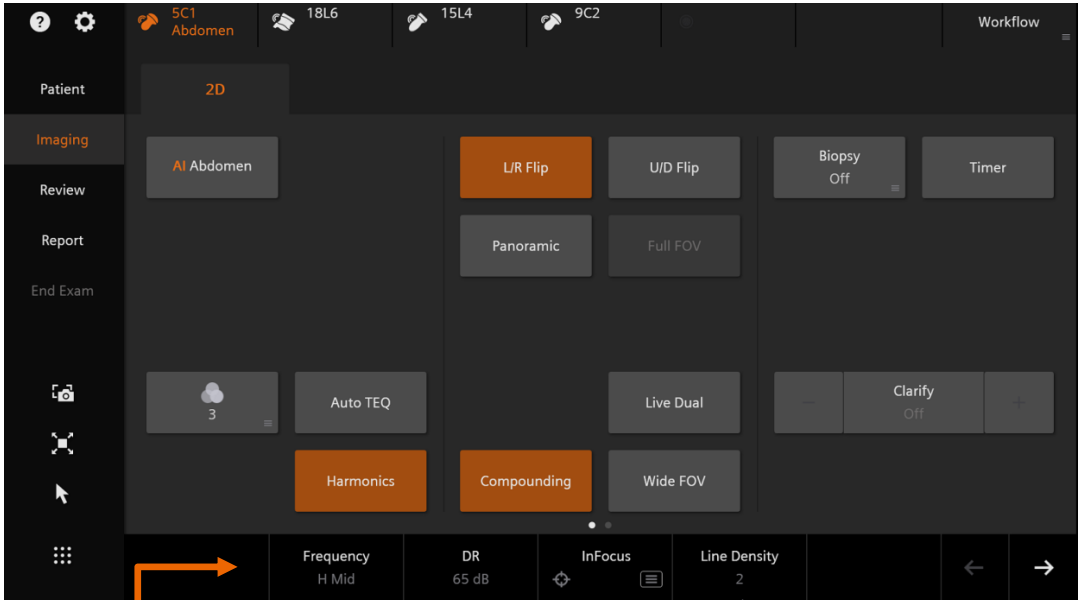 5C1
Abdomen
18L6
15L4
9C2
Workflow
Patient
Imaging
Review
Report
End Exam
2D
AI Abdomen
L/R Flip
U/D Flip
Biopsy
Off
Timer
Panoramic
Full FOV
3
Auto TEQ
Live Dual
Clarify
Off
Harmonics
Compounding
Wide FOV
Frequency
H Mid
DR
65 dB
InFocus
Line Density
2